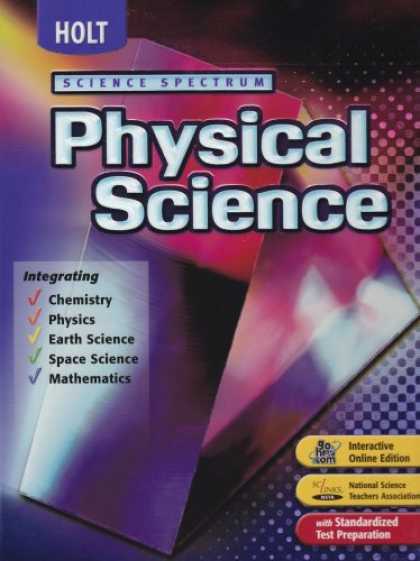 HOLT
SCIENCE SPECTRUM
Physical
Science
Integrating
Chemistry
Physics
Earth Science
Space Science
Mathematics
go.
hrw
.com
Interactive
Online Edition
SCILINKS
NSTA
National Science
Teachers Association
with Standardized
Test Preparation